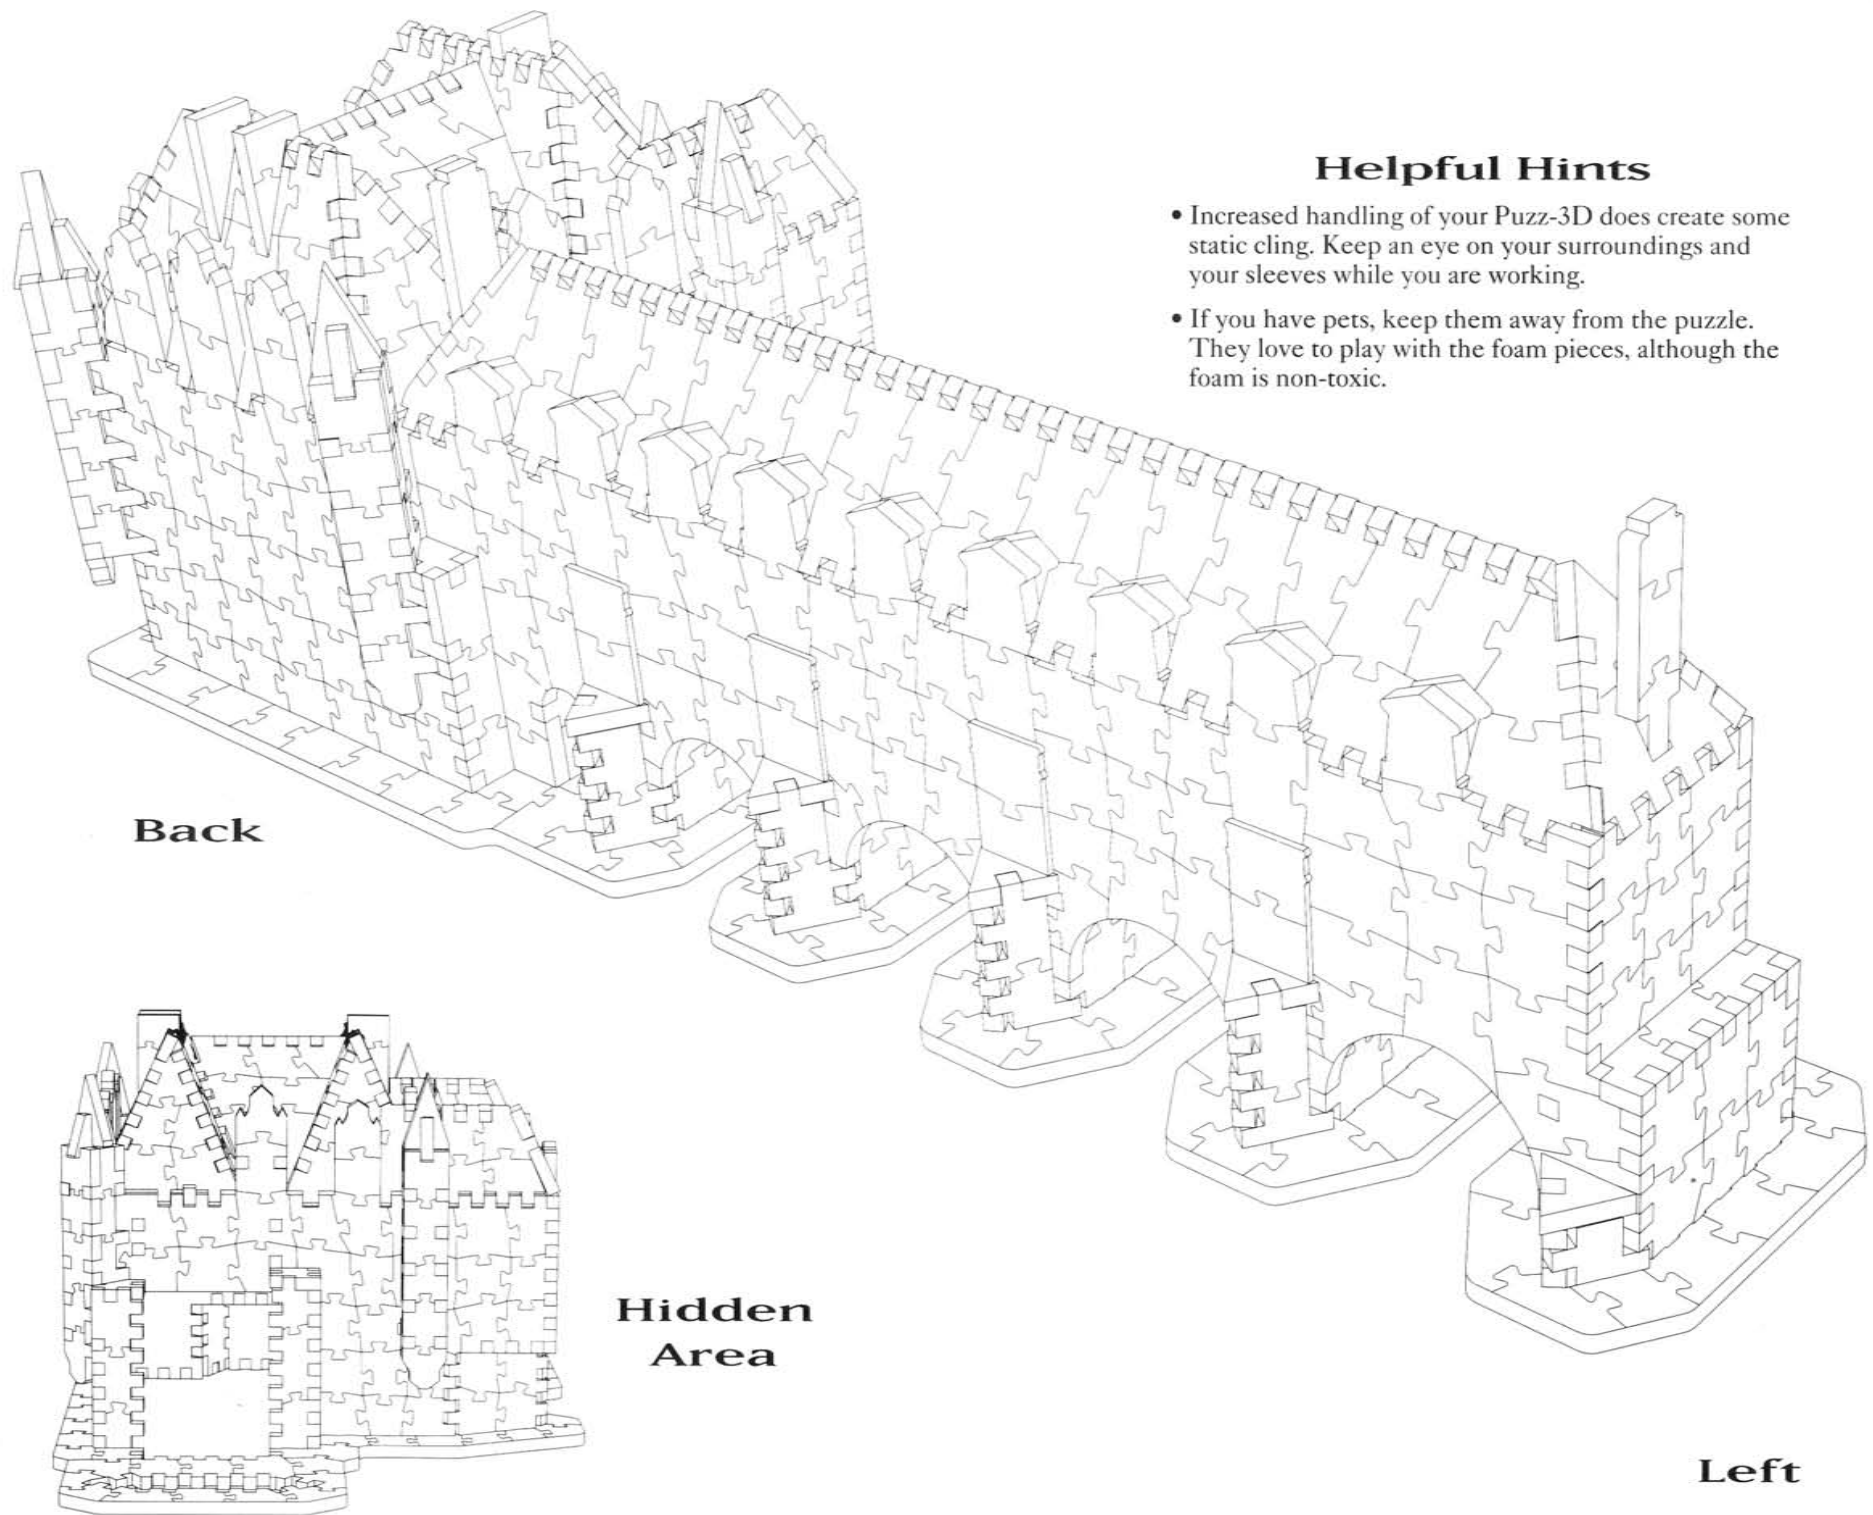 Helpful Hints
• Increased handling of your Puzz-3D does create some
static cling. Keep an eye on your surroundings and
your sleeves while you are working.
• If you have pets, keep them away from the puzzle.
They love to play with the foam pieces, although the
foam is non-toxic.
Back
Hidden
Area
Left